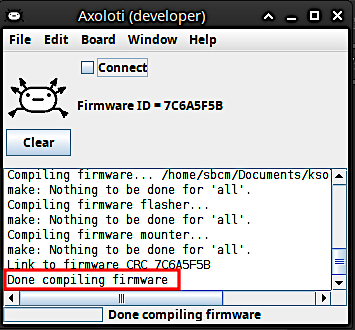 Axoloti (developer)
File Edit Board Window Help
Connect
Firmware ID = 7C6A5F5B
Clear
Compiling firmware... /home/sbcm/Documents/kso
make: Nothing to be done for 'all'.
Compiling firmware flasher...
make: Nothing to be done for 'all'.
Compiling firmware mounter...
make: Nothing to be done for 'all'.
Link to firmware CRC 7C6A5F5B
Done compiling firmware
Done compiling firmware